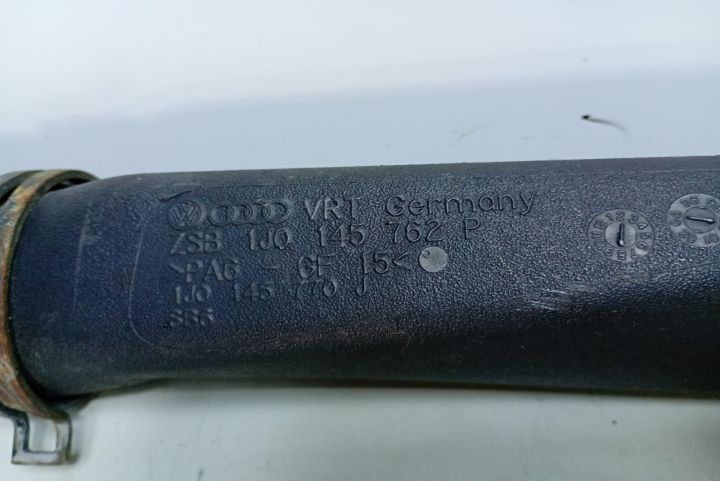 VRT Germany
ZSB 1J0 145 762 P
>PA6 - GF 15<
1J0 145 770 J